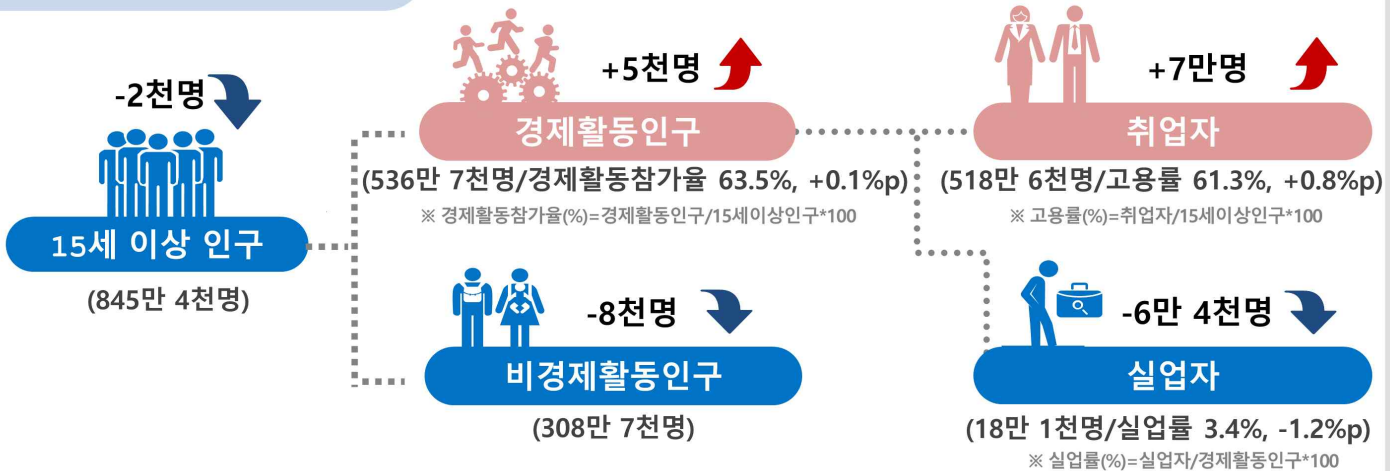 -2천명
15세 이상 인구
(845만 4천명)
+5천명
경제활동인구
(536만 7천명/경제활동참가율 63.5%, +0.1%p)
※ 경제활동참가율(%)=경제활동인구/15세이상인구*100
+7만명
취업자
(518만 6천명/고용률 61.3%, +0.8%p)
※ 고용률(%)=취업자/15세이상인구*100
-8천명
비경제활동인구
(308만 7천명)
-6만 4천명
실업자
(18만 1천명/실업률 3.4%, -1.2%p)
※ 실업률(%)=실업자/경제활동인구*100